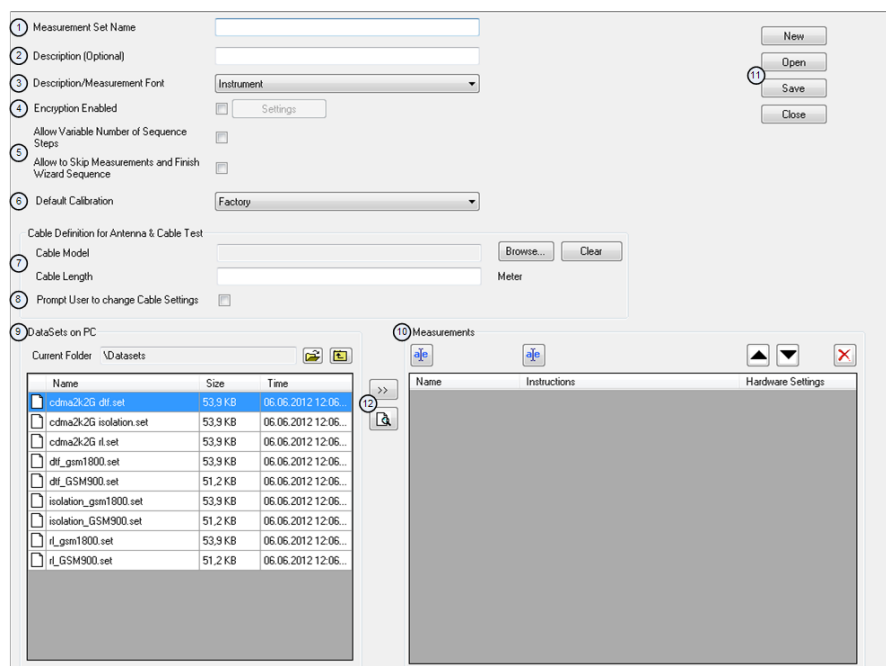 1 Measurement Set Name
New
2 Description (Optional)
Open
11
3 Description/Measurement Font Instrument
Save
4 Encryption Enabled Settings
Close
Allow Variable Number of Sequence
Steps
5
Allow to Skip Measurements and Finish
Wizard Sequence
6 Default Calibration Factory
Cable Definition for Antenna & Cable Test
7
Cable Model Browse... Clear
Cable Length Meter
8 Prompt User to change Cable Settings
9 DataSets on PC
Current Folder \Datasets
Name Size Time
cdma2k2G dtf.set 53,9 KB 06.06.2012 12:06...
cdma2k2G isolation.set 53,9 KB 06.06.2012 12:06...
cdma2k2G rl.set 53,9 KB 06.06.2012 12:06...
dtf_gsm1800.set 53,9 KB 06.06.2012 12:06...
dtf_GSM900.set 51,2 KB 06.06.2012 12:06...
isolation_gsm1800.set 53,9 KB 06.06.2012 12:06...
isolation_GSM900.set 51,2 KB 06.06.2012 12:06...
rl_gsm1800.set 53,9 KB 06.06.2012 12:06...
rl_GSM900.set 51,2 KB 06.06.2012 12:06...
>>
12
10 Measurements
a|e a|e
Name Instructions Hardware Settings